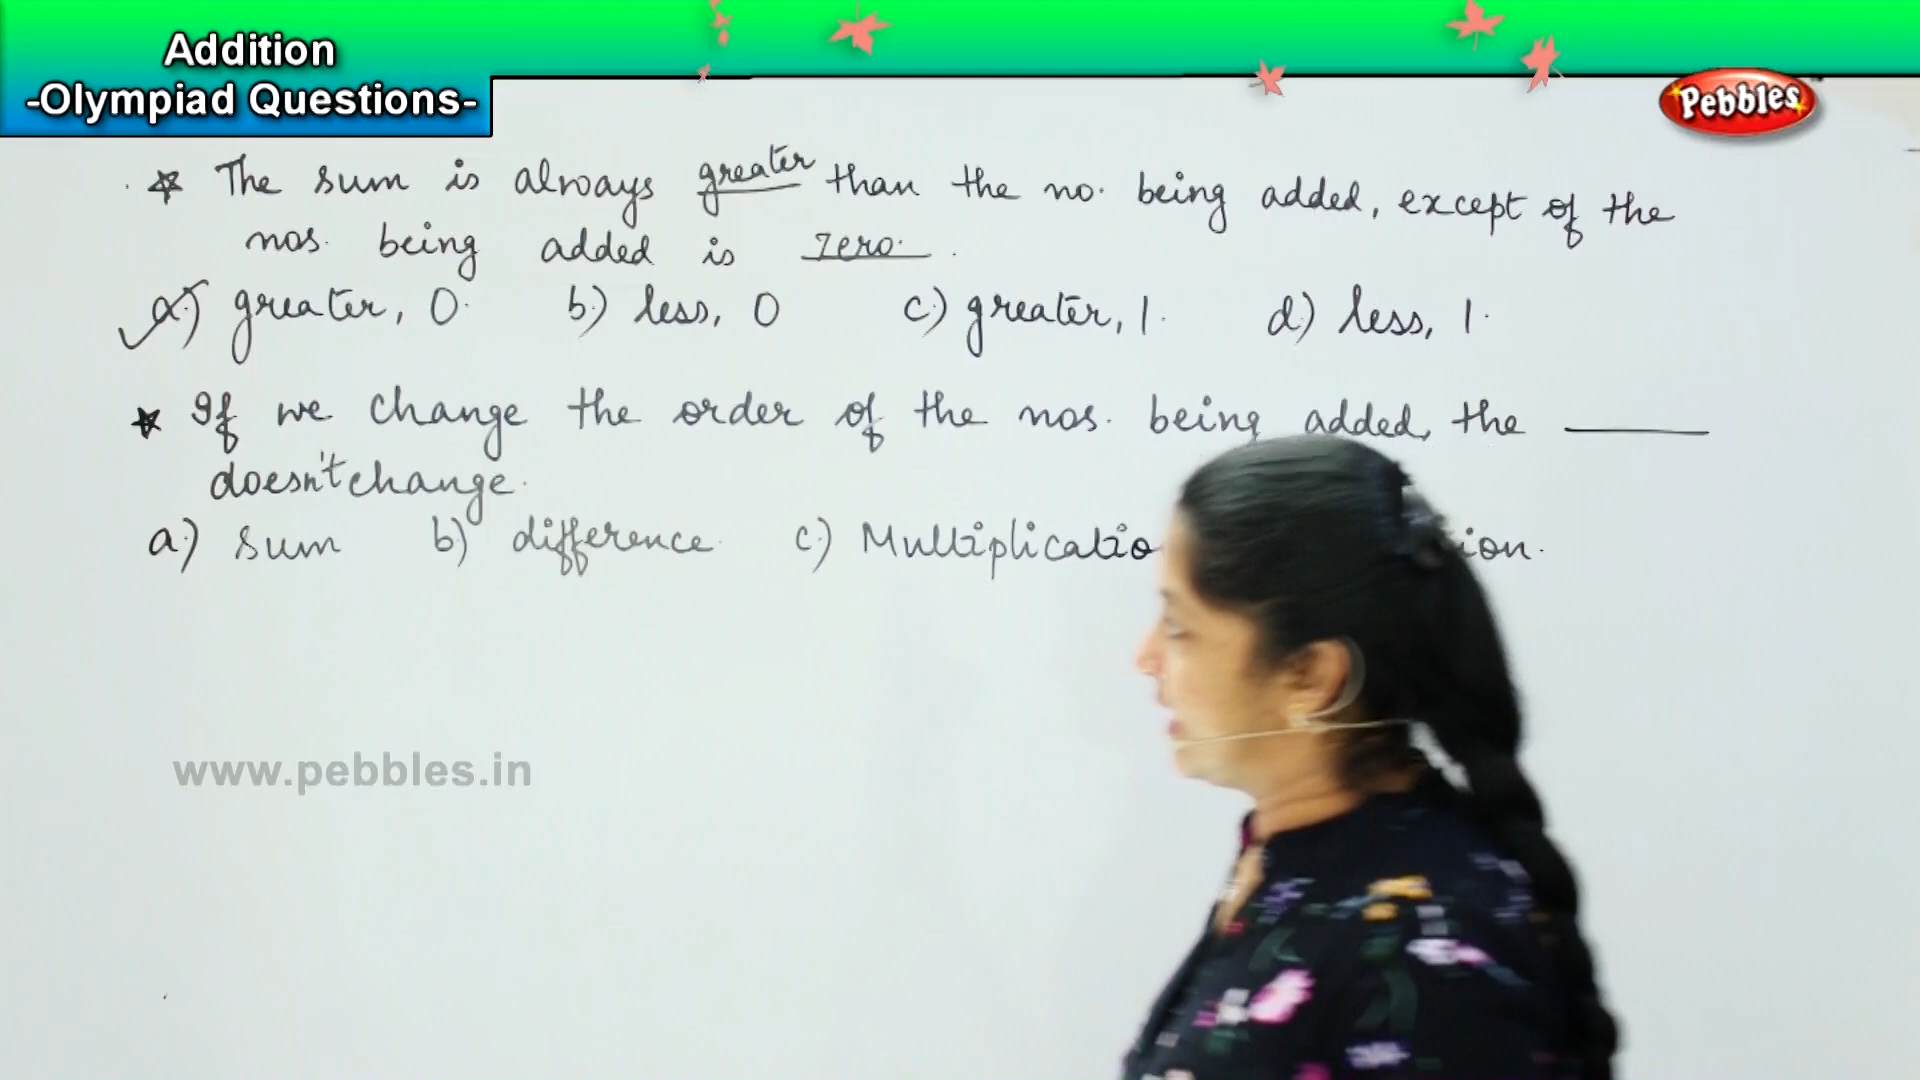 Addition
-Olympiad Questions-
Pebbles
The sum is always greater than the no. being added, except of the
nos. being added is zero.
a.) greater, 0. b.) less, 0 c.) greater, 1. d.) less, 1.
If we change the order of the nos. being added, the
doesn't change.
a.) sum b) difference. c.) Multiplicatio ion.
www.pebbles.in